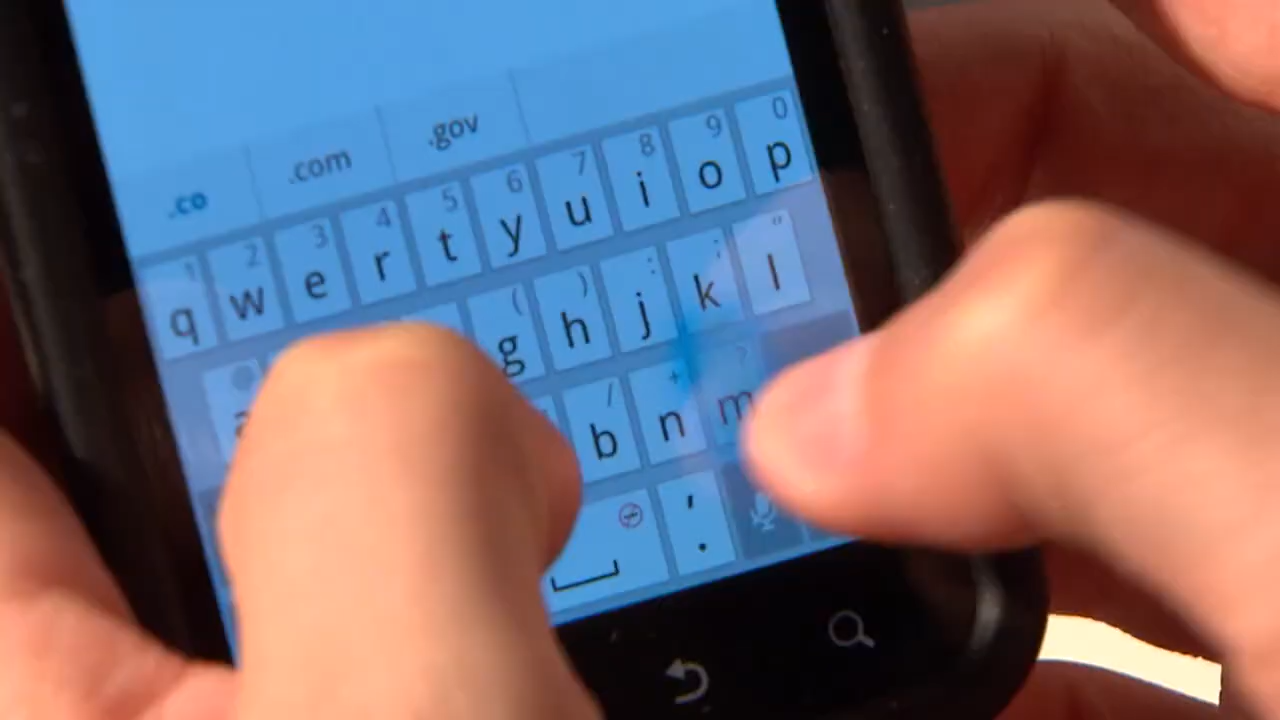 .co .com .gov
1 2 3 4 5 6 7 8 9 0
q w e r t y u i o p
( ) : ; "
a g h j k l
/ + ?
b n m
' .